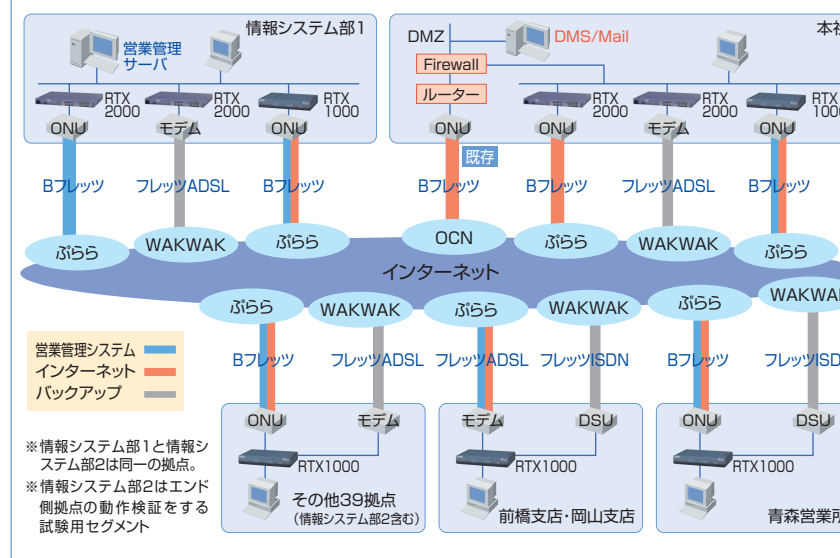 情報システム部1
営業管理
サーバ
RTX
2000
RTX
2000
RTX
1000
ONU
モデム
ONU
Bフレッツ
フレッツADSL
Bフレッツ
本社
DMZ
DMS/Mail
Firewall
ルーター
RTX
2000
RTX
2000
RTX
1000
ONU
ONU
モデム
ONU
既存
Bフレッツ
Bフレッツ
フレッツADSL
Bフレッツ
ぷらら
WAKWAK
ぷらら
OCN
ぷらら
WAKWAK
ぷらら
インターネット
ぷらら
WAKWAK
ぷらら
WAKWAK
ぷらら
WAKWAK
営業管理システム
インターネット
バックアップ
Bフレッツ
フレッツADSL
フレッツADSL
フレッツISDN
Bフレッツ
フレッツISD
ONU
モデム
モデム
DSU
ONU
DSU
RTX1000
RTX1000
RTX1000
その他39拠点
(情報システム部2含む)
前橋支店・岡山支店
青森営業所
※情報システム部1と情報シ
ステム部2は同一の拠点。
※情報システム部2はエンド
側拠点の動作検証をする
試験用セグメント